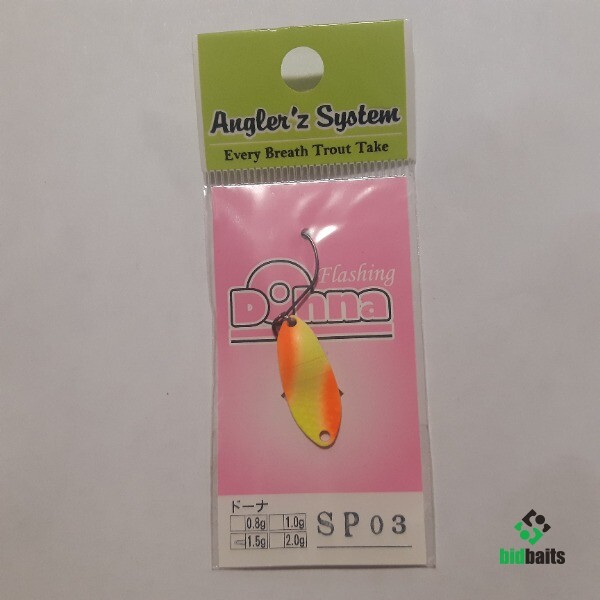 Angler'z System
Every Breath Trout Take
Flashing
Donna
ドーナ
0.8g 1.0g
1.5g 2.0g
SP03
bidbaits